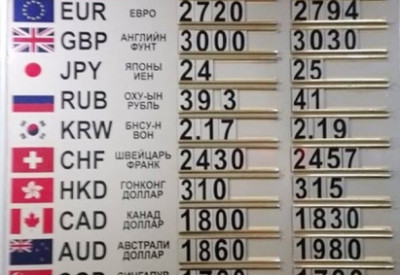 EUR ЕВРО 2720 2794
GBP АНГЛИЙН ФУНТ 3000 3030
JPY ЯПОНЫ ИЕН 24 25
RUB ОХУ-ЫН РУБЛЬ 39 3 41
KRW БНСУ-Н ВОН 2.17 2.19
CHF ШВЕЙЦАРЬ ФРАНК 2430 2457
HKD ГОНКОНГ ДОЛЛАР 310 315
CAD КАНАД ДОЛЛАР 1800 1830
AUD АВСТРАЛИ ДОЛЛАР 1860 1980